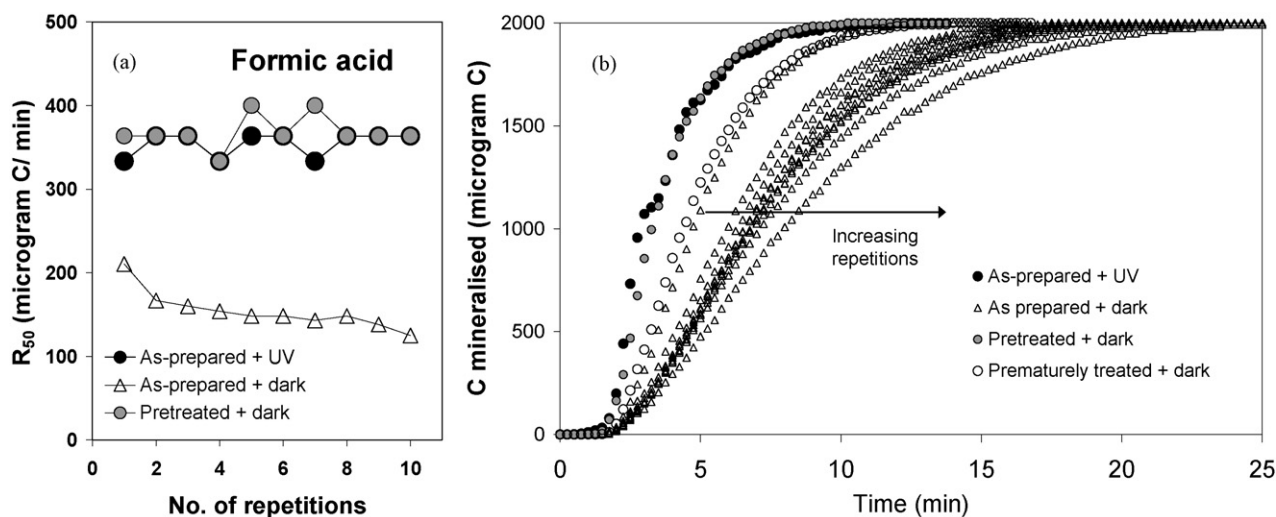 (a)
Formic acid
R50 (microgram C/ min)
500
400
300
200
100
0
As-prepared + UV
As-prepared + dark
Pretreated + dark
0 2 4 6 8 10
No. of repetitions
(b)
C mineralised (microgram C)
2000
1500
1000
500
0
Increasing
repetitions
As-prepared + UV
As prepared + dark
Pretreated + dark
Prematurely treated + dark
0 5 10 15 20 25
Time (min)